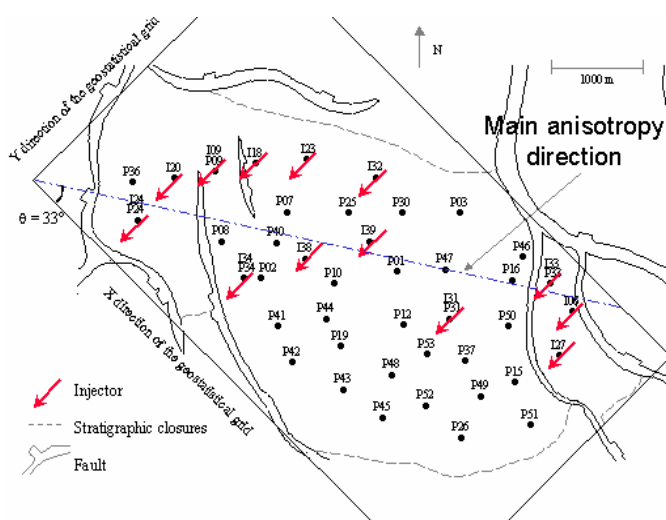 Y direction of the geostatistical grid
N
1000 m
Main anisotropy
direction
I09
P09
I18
I23
I20
P36
I32
I24
P24
P07
P25
P30
P03
θ = 33°
P08
P40
I39
I38
P46
I34
P34
P02
P10
P01
P47
P16
I33
P33
I06
I31
P31
P41
P44
P12
P50
P19
P53
P37
I27
P42
P48
P43
P49
P15
P52
P45
P26
P51
X direction of the geostatistical grid
Injector
Stratigraphic closures
Fault